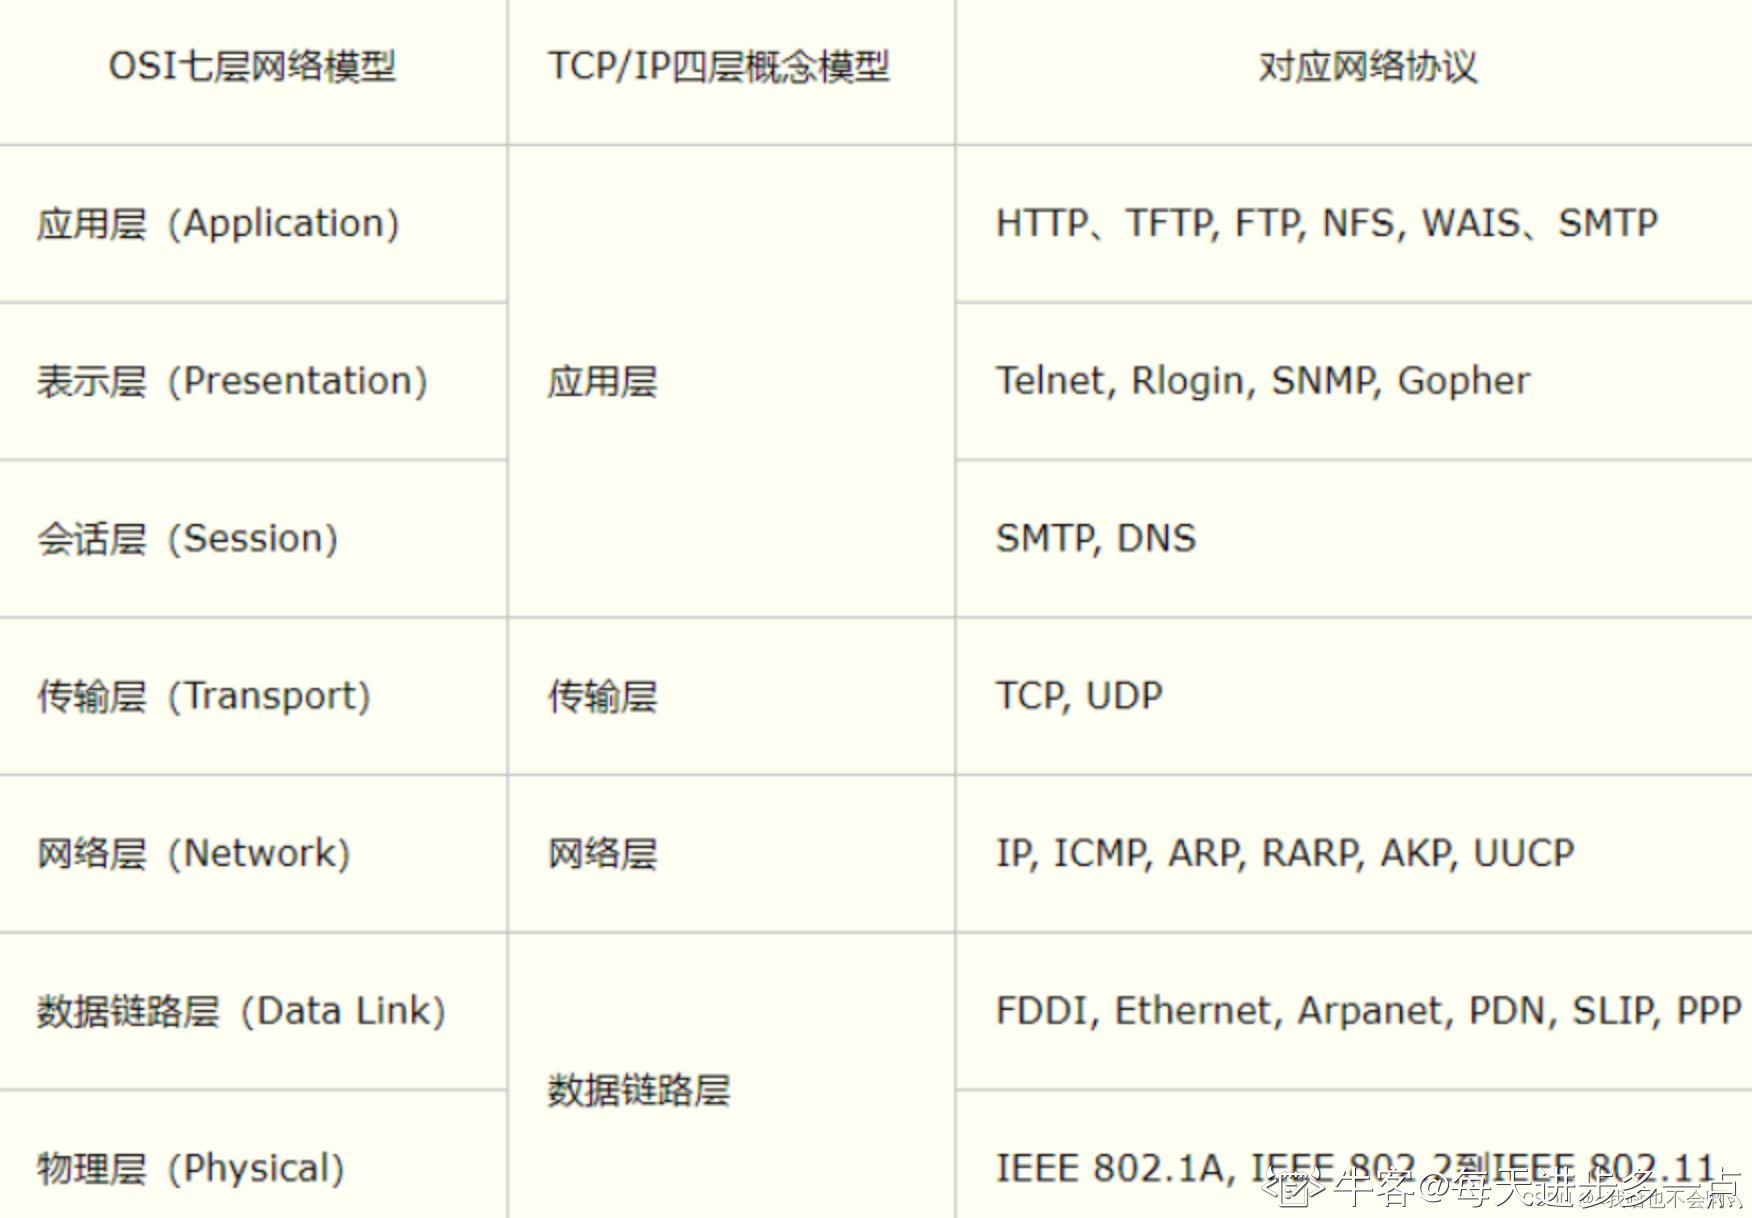 OSI七层网络模型 TCP/IP四层概念模型 对应网络协议
应用层 (Application) HTTP、TFTP, FTP, NFS, WAIS、SMTP
表示层 (Presentation) 应用层 Telnet, Rlogin, SNMP, Gopher
会话层 (Session) SMTP, DNS
传输层 (Transport) 传输层 TCP, UDP
网络层 (Network) 网络层 IP, ICMP, ARP, RARP, AKP, UUCP
数据链路层 (Data Link) FDDI, Ethernet, Arpanet, PDN, SLIP, PPP
数据链路层
物理层 (Physical) IEEE 802.1A, IEEE 802.2到IEEE 802.11
牛客@每天进步多一点